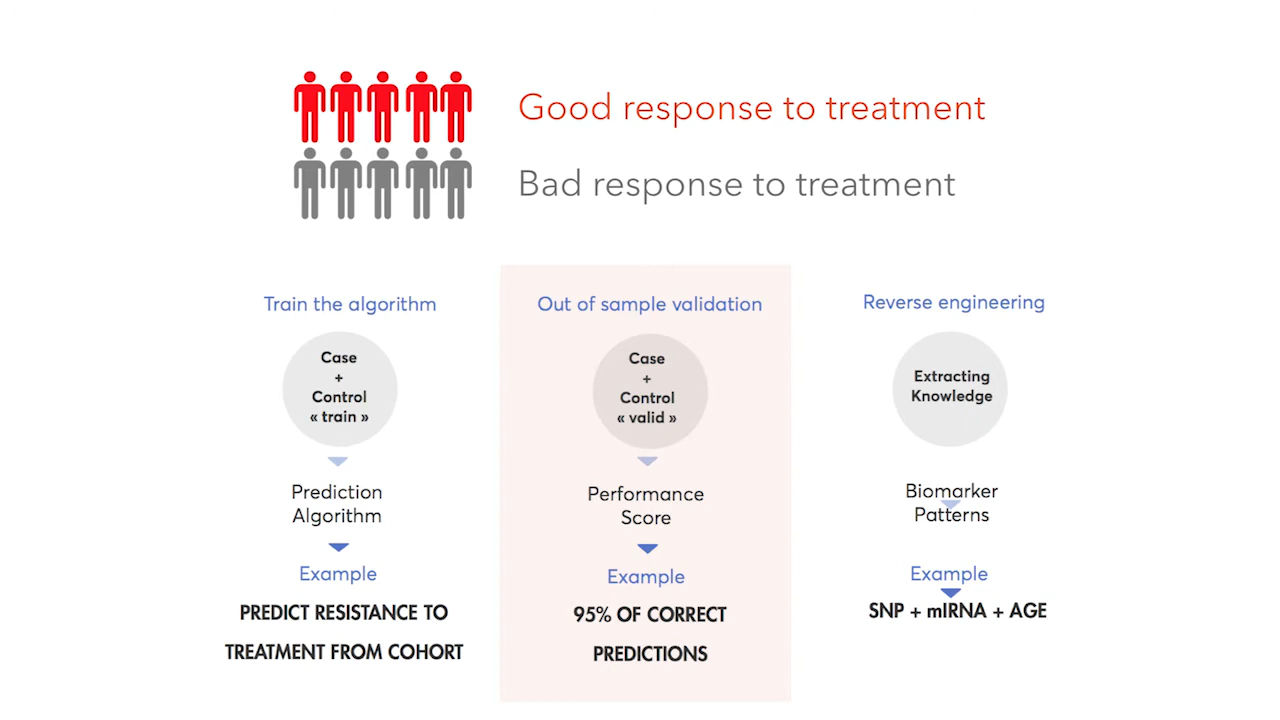 Good response to treatment
Bad response to treatment
Train the algorithm
Case
+
Control
« train »
Prediction
Algorithm
Example
PREDICT RESISTANCE TO
TREATMENT FROM COHORT
Out of sample validation
Case
+
Control
« valid »
Performance
Score
Example
95% OF CORRECT
PREDICTIONS
Reverse engineering
Extracting
Knowledge
Biomarker
Patterns
Example
SNP + mIRNA + AGE